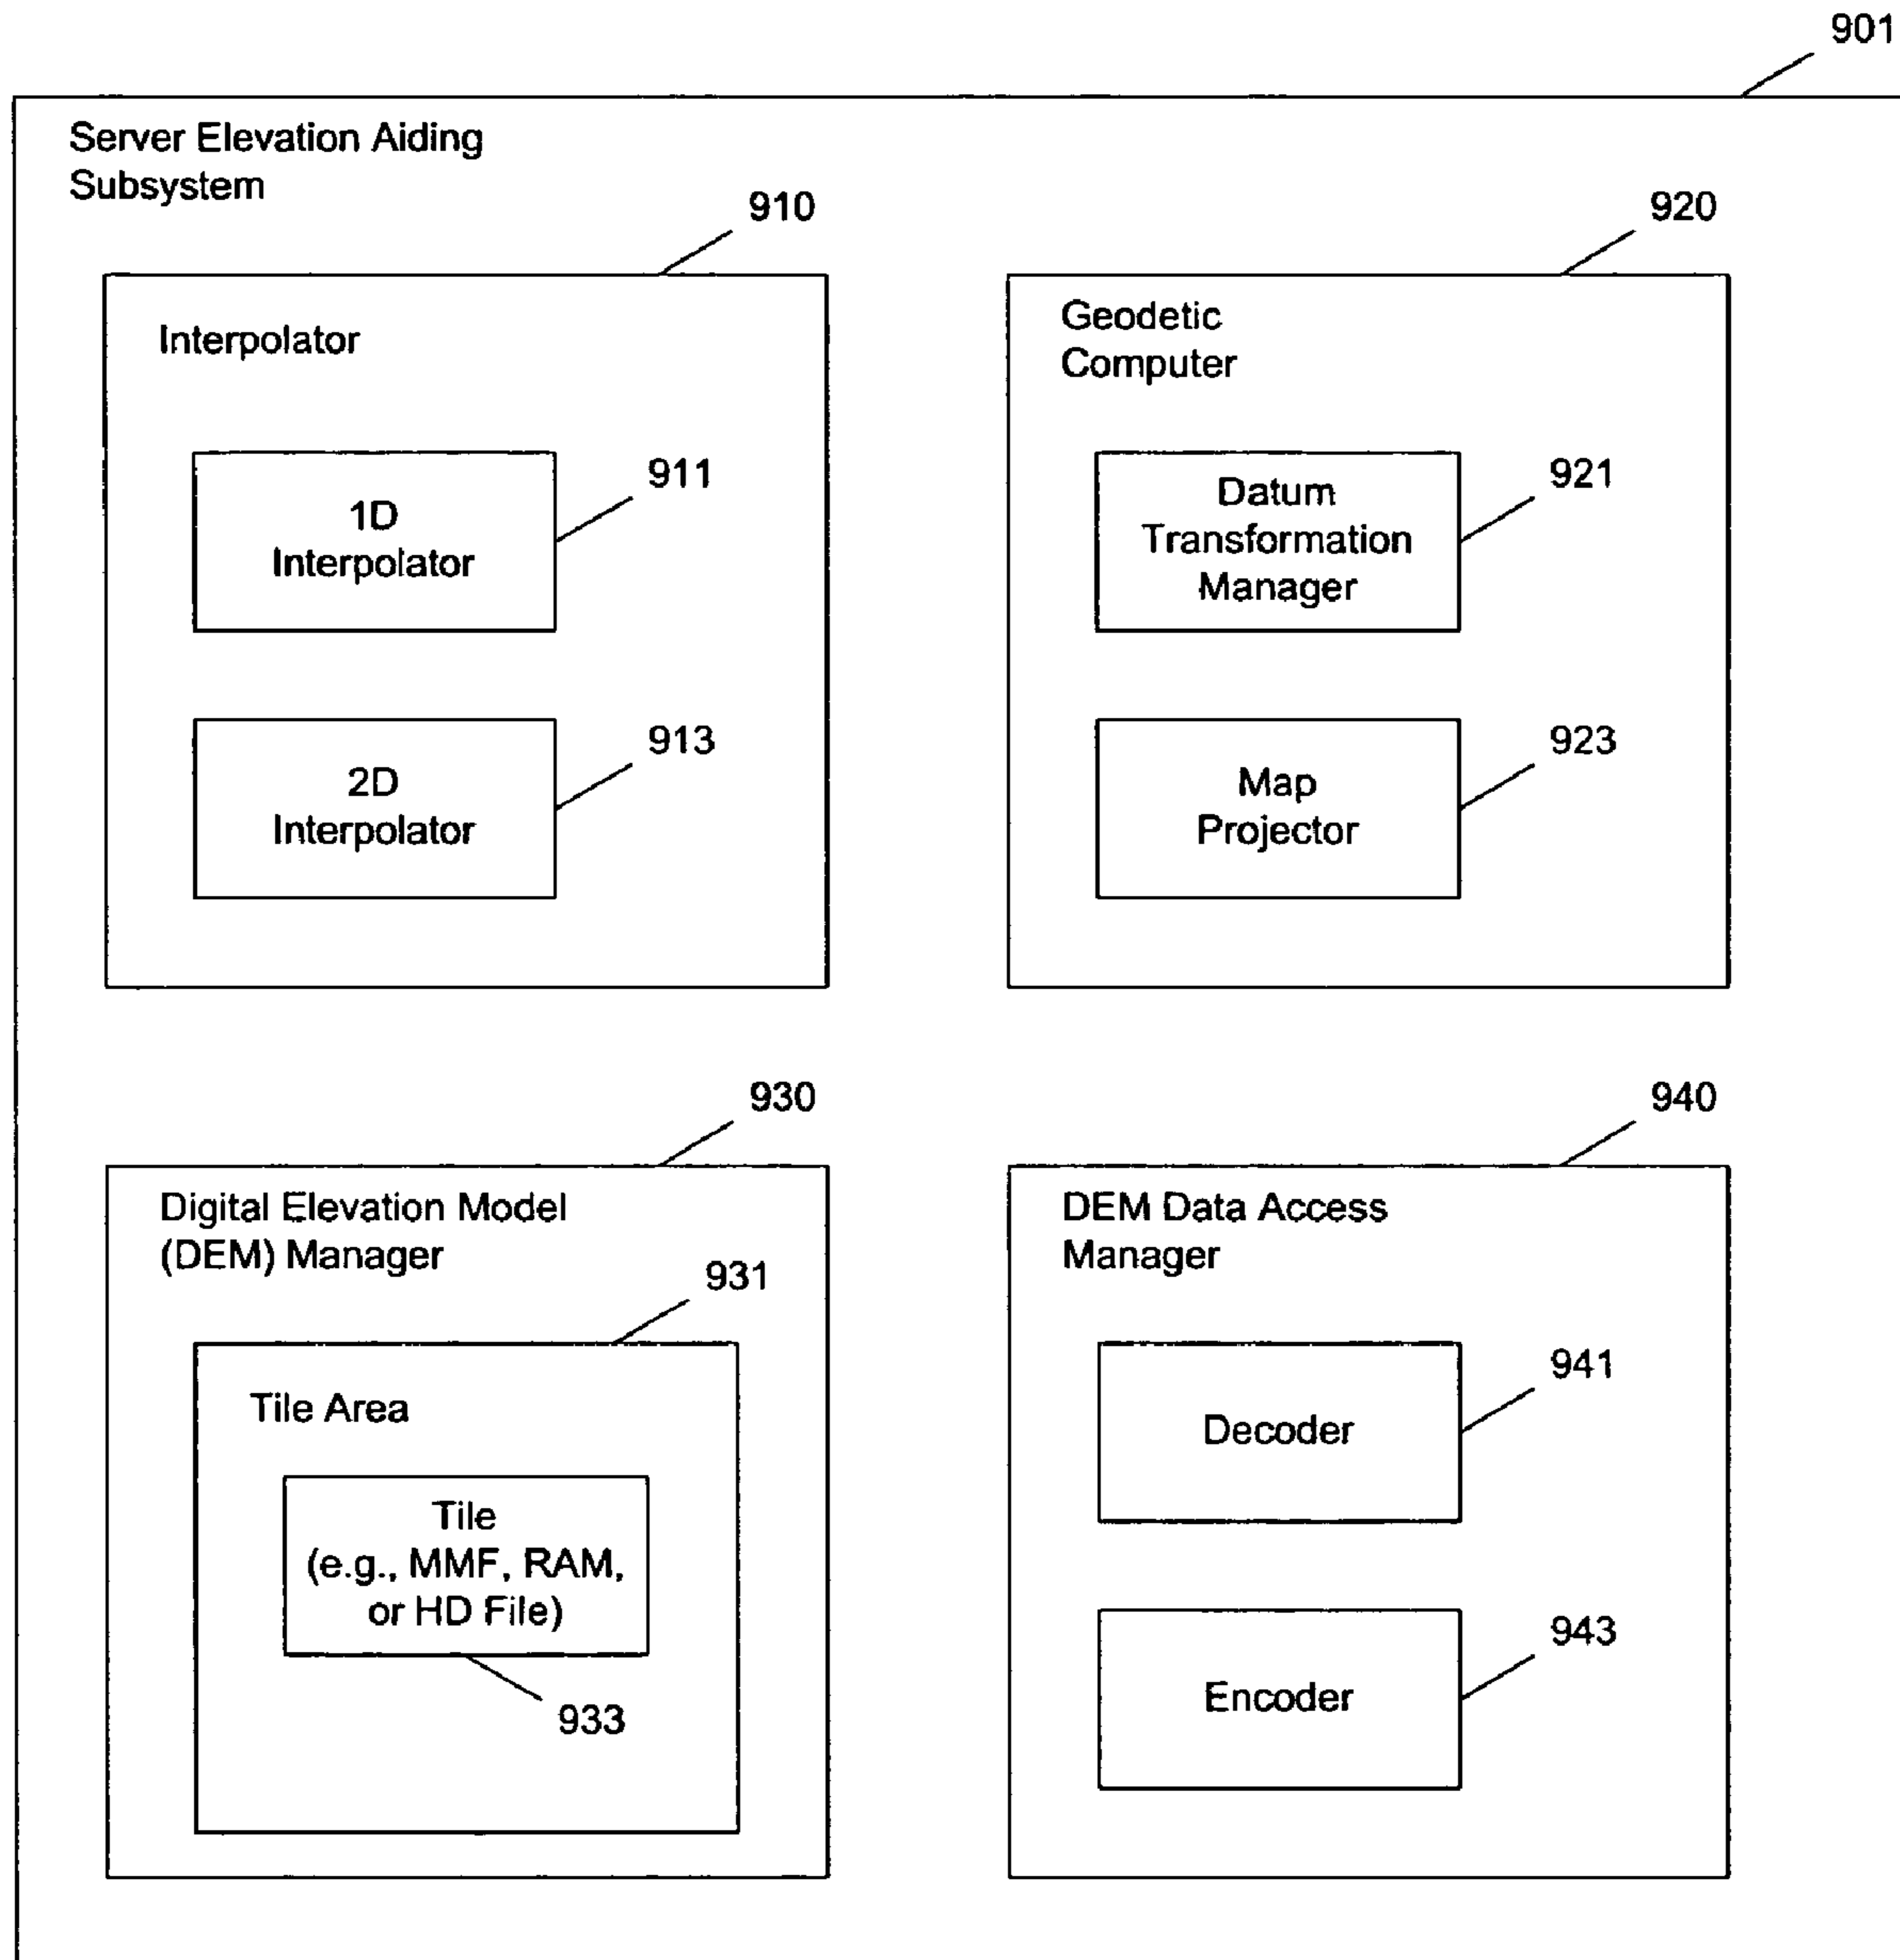 901
Server Elevation Aiding
Subsystem
910
920
Interpolator
Geodetic
Computer
1D
Interpolator
911
Datum
Transformation
Manager
921
2D
Interpolator
913
Map
Projector
923
930
940
Digital Elevation Model
(DEM) Manager
DEM Data Access
Manager
931
Tile Area
Tile
(e.g., MMF, RAM,
or HD File)
933
Decoder
941
Encoder
943